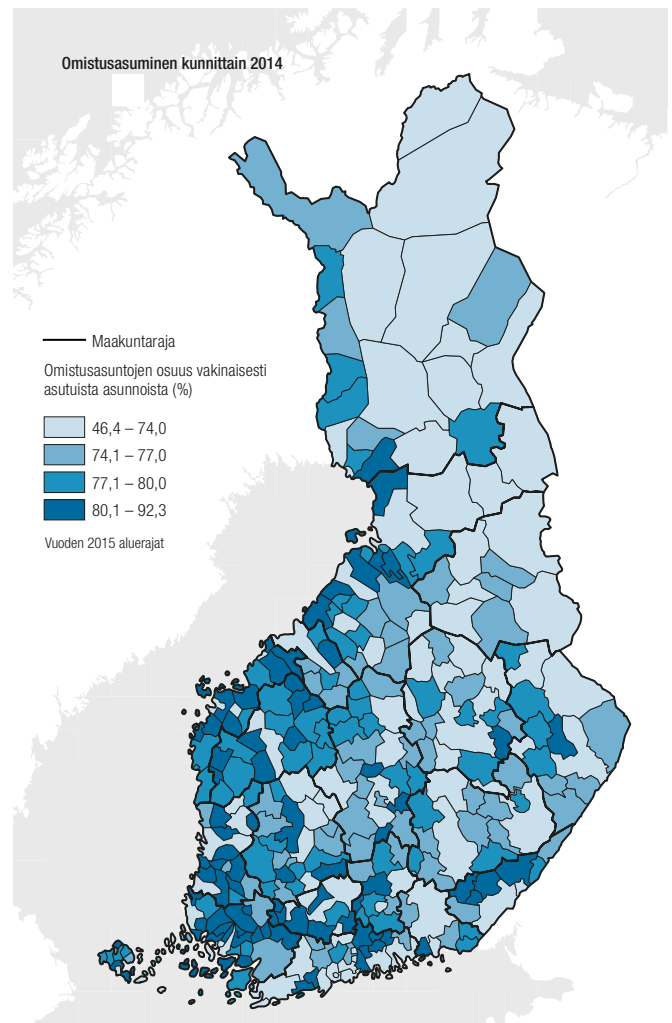 Omistusasuminen kunnittain 2014
Maakuntaraja
Omistusasuntojen osuus vakinaisesti
asutuista asunnoista (%)
46,4 – 74,0
74,1 – 77,0
77,1 – 80,0
80,1 – 92,3
Vuoden 2015 aluerajat